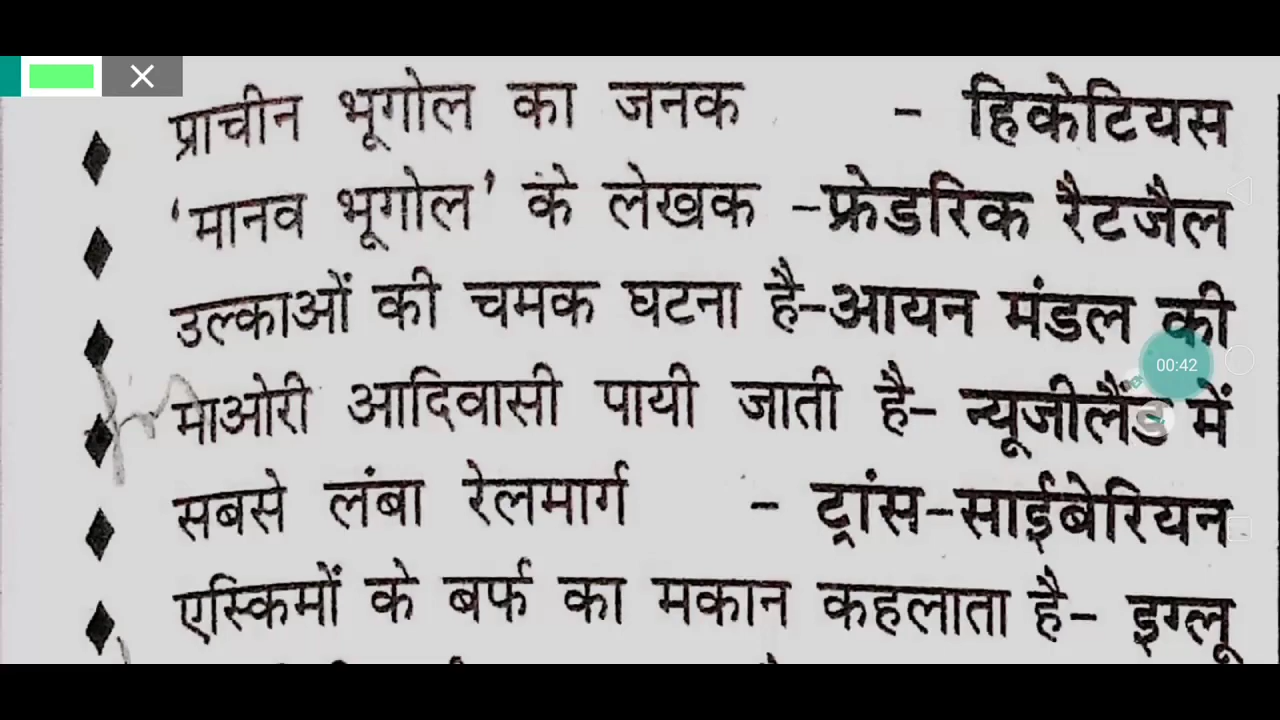 प्राचीन भूगोल का जनक - हिकेटियस
'मानव भूगोल' के लेखक -फ्रेडरिक रैटजैल
उल्काओं की चमक घटना है-आयन मंडल की
00:42
माओरी आदिवासी पायी जाती है- न्यूजीलैंड में
सबसे लंबा रेलमार्ग - ट्रांस-साईबेरियन
एस्किमों के बर्फ का मकान कहलाता है- इग्लू